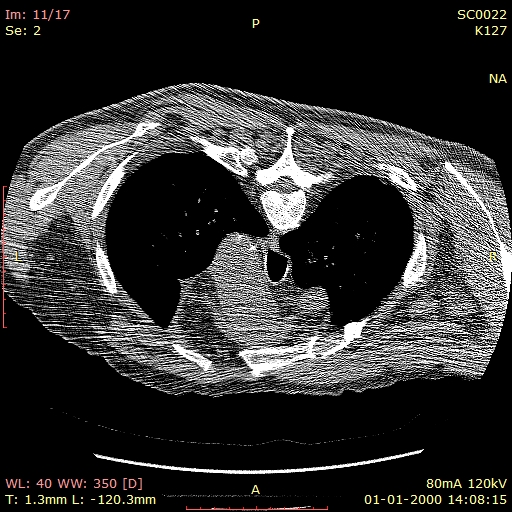 Im: 11/17
Se: 2
P
SC0022
K127
NA
L
R
WL: 40 WW: 350 [D]
T: 1.3mm L: -120.3mm
A
80mA 120kV
01-01-2000 14:08:15